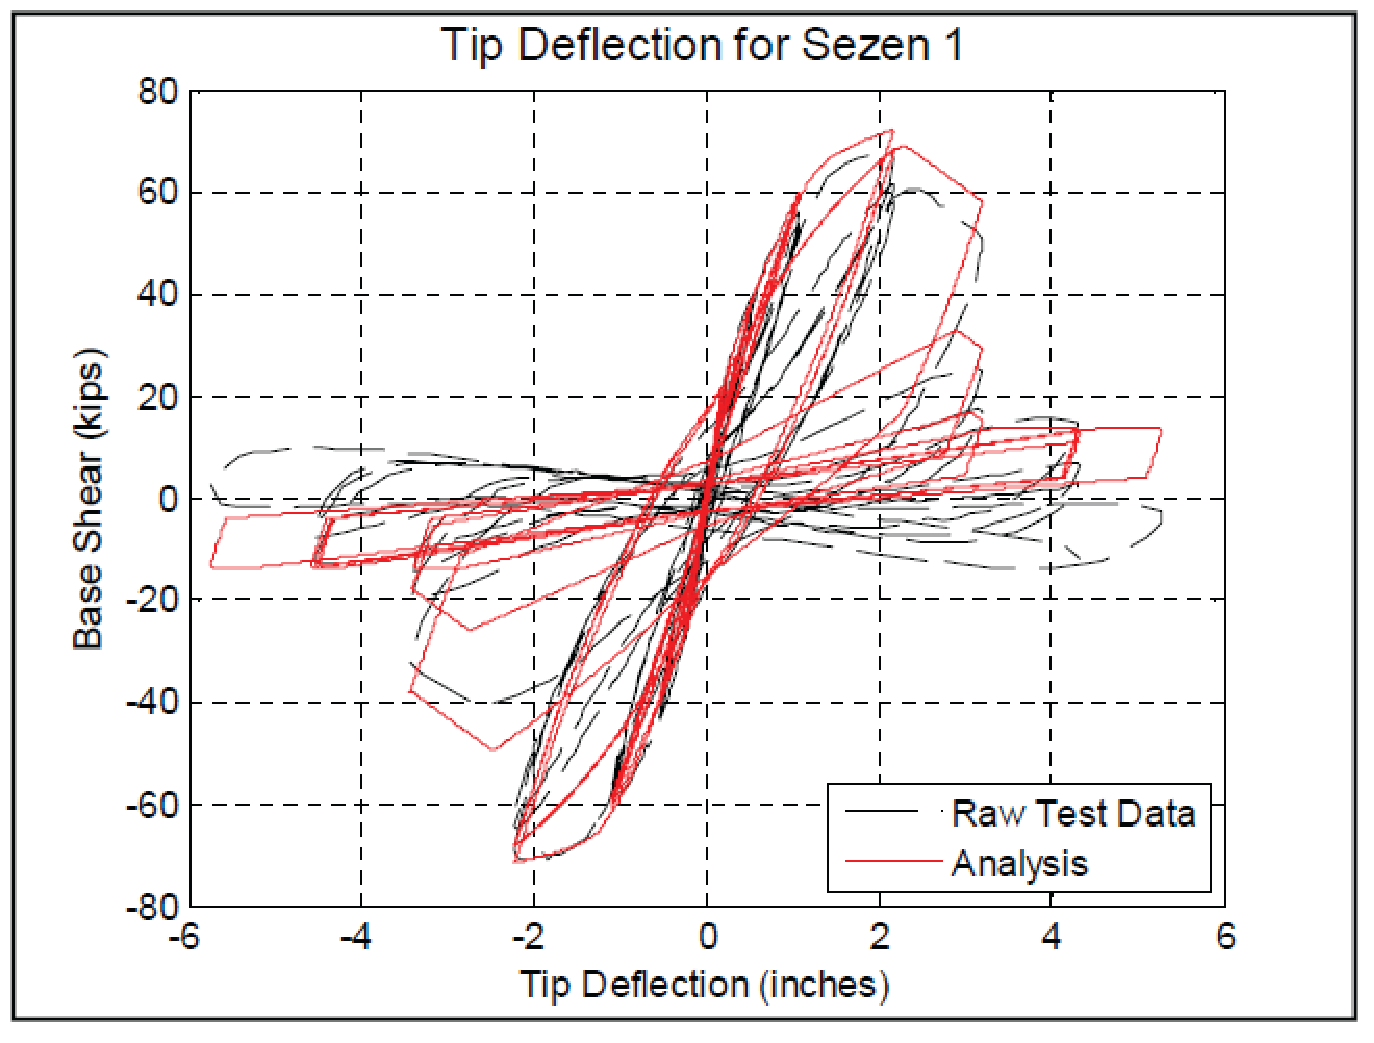 Tip Deflection for Sezen 1
80
60
40
20
0
-20
-40
-60
-80
Base Shear (kips)
-6 -4 -2 0 2 4 6
Tip Deflection (inches)
Raw Test Data
Analysis